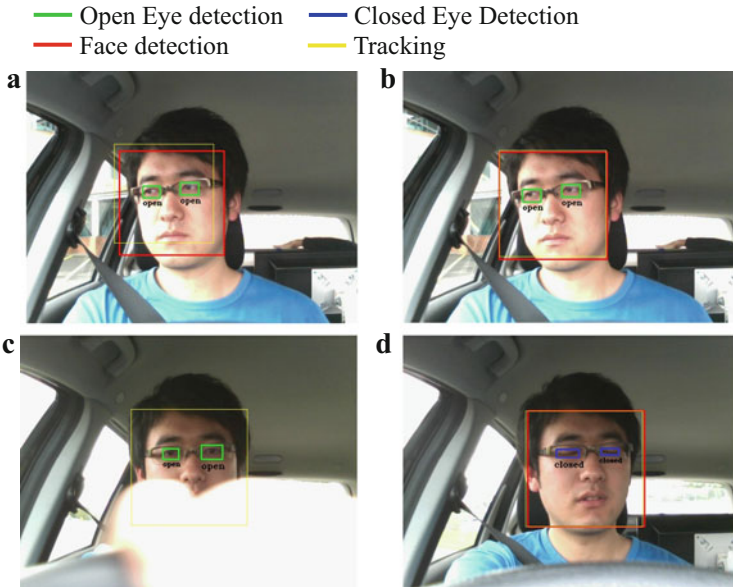 Open Eye detection
Closed Eye Detection
Face detection
Tracking
a
open
open
b
open
open
c
open
open
d
closed
closed